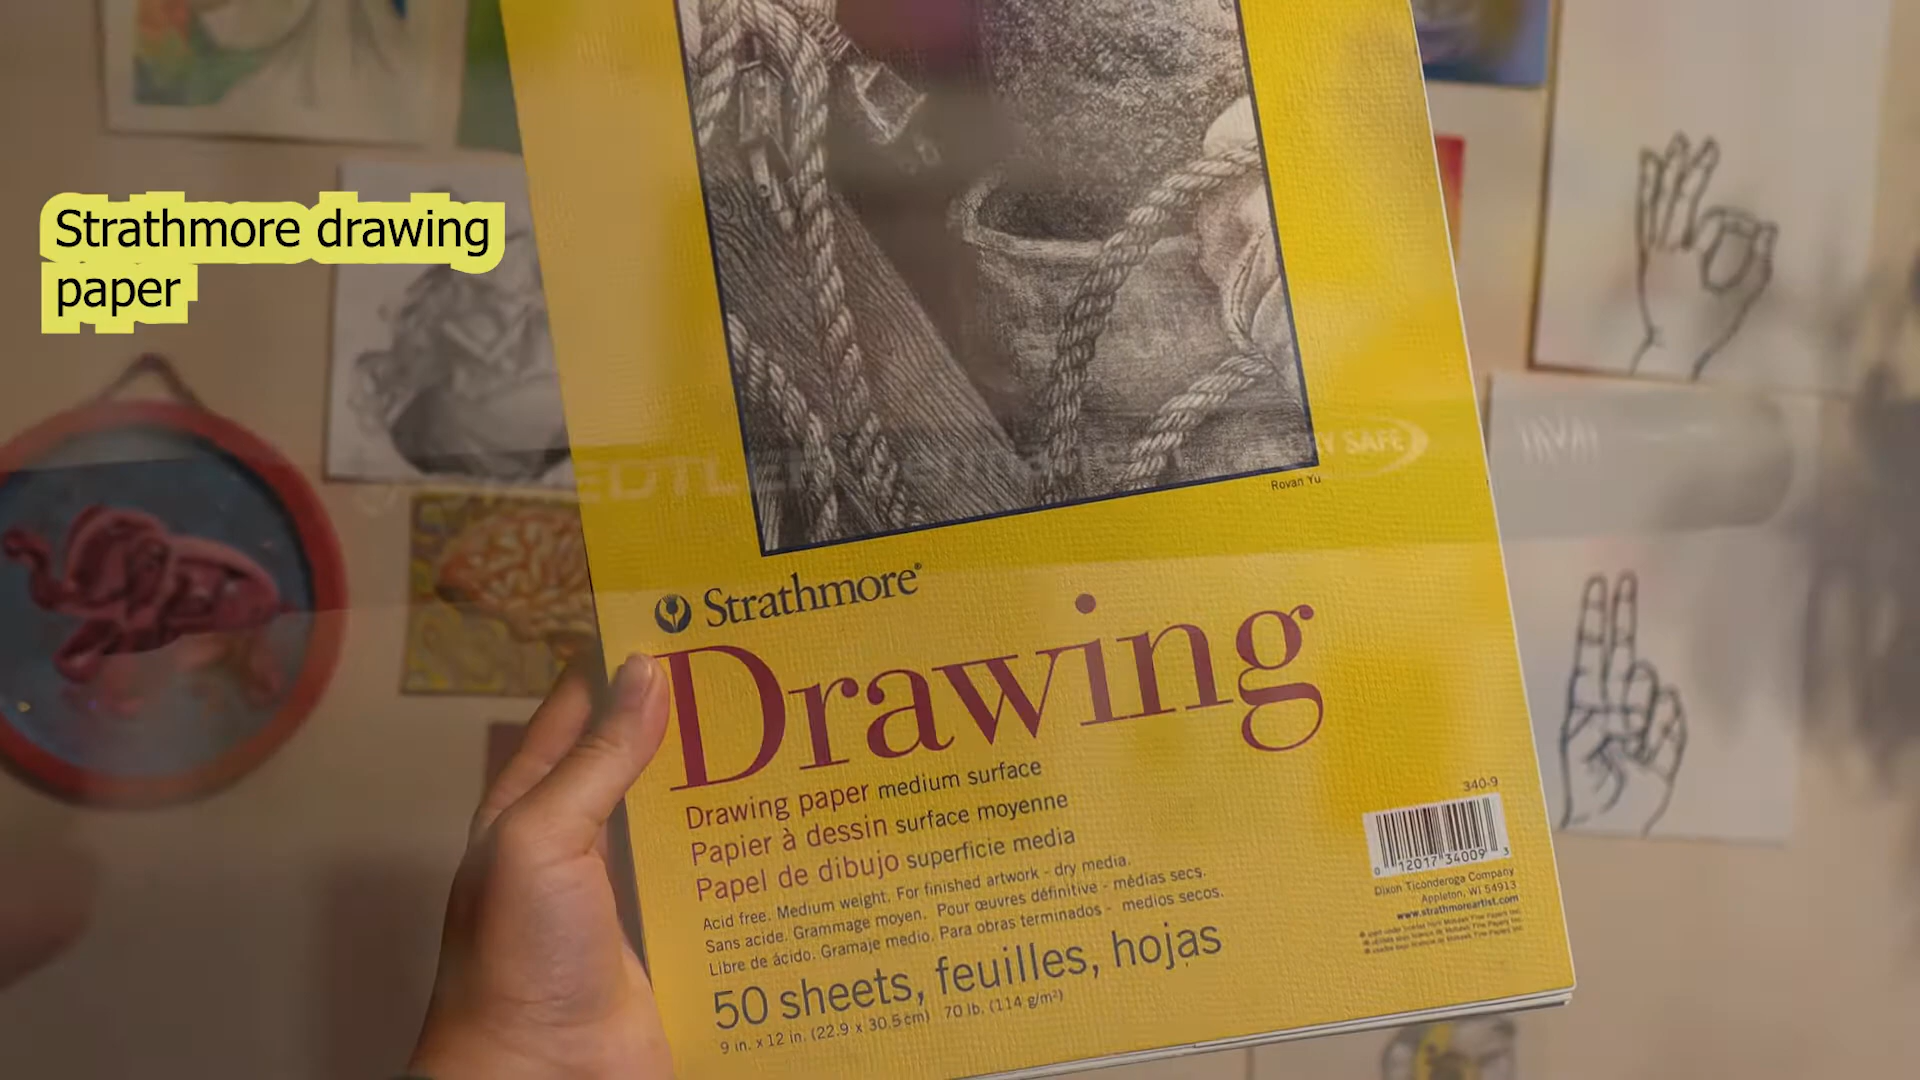 Strathmore drawing
paper
Y SAFE
Rovan Yu
Strathmore®
Drawing
Drawing paper medium surface
Papier à dessin surface moyenne
Papel de dibujo superficie media
Acid free. Medium weight. For finished artwork - dry media.
Sans acide. Grammage moyen. Pour œuvres définitive - médias secs.
Libre de ácido. Gramaje medio. Para obras terminados - medios secos.
50 sheets, feuilles, hojas
9 in. x 12 in. (22.9 x 30.5 cm) 70 lb. (114 g/m²)
340-9
0 12017 34009 3
Dixon Ticonderoga Company
Appleton, WI 54913
www.strathmoreartist.com